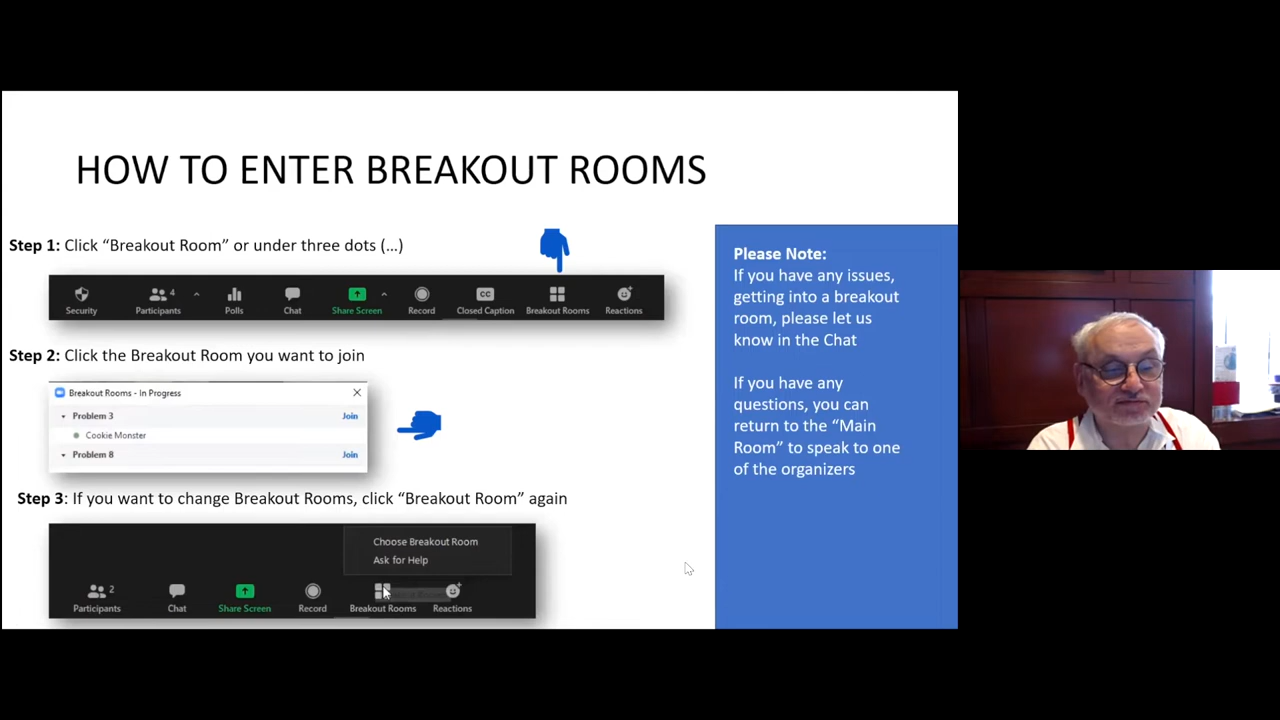 HOW TO ENTER BREAKOUT ROOMS
Step 1: Click “Breakout Room” or under three dots (...)
4
Security Participants Polls Chat Share Screen Record Closed Caption Breakout Rooms Reactions
CC
Step 2: Click the Breakout Room you want to join
Breakout Rooms - In Progress
Problem 3 Join
Cookie Monster
Problem 8 Join
Step 3: If you want to change Breakout Rooms, click “Breakout Room” again
Choose Breakout Room
Ask for Help
2
Participants Chat Share Screen Record Breakout Rooms Reactions
Please Note:
If you have any issues,
getting into a breakout
room, please let us
know in the Chat
If you have any
questions, you can
return to the “Main
Room” to speak to one
of the organizers